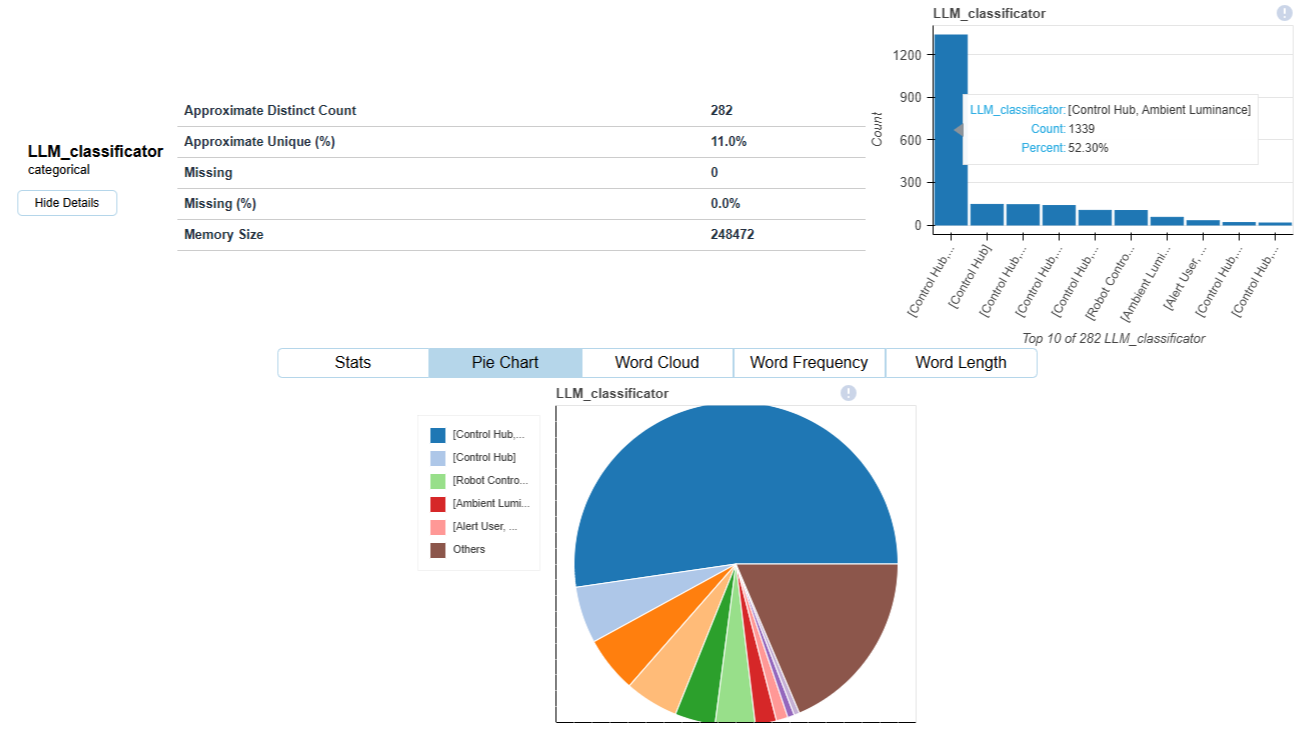 LLM_classificator
categorical
Hide Details
Approximate Distinct Count 282
Approximate Unique (%) 11.0%
Missing 0
Missing (%) 0.0%
Memory Size 248472
LLM_classificator
1200
900
600
300
0
Count
LLM_classificator: [Control Hub, Ambient Luminance]
Count: 1339
Percent: 52.30%
[Control Hub,...
[Control Hub]
[Control Hub,...
[Control Hub,...
[Control Hub,...
[Robot Contro...
[Ambient Lumi...
[Alert User, ...
[Control Hub,...
[Control Hub,...
Top 10 of 282 LLM_classificator
Stats
Pie Chart
Word Cloud
Word Frequency
Word Length
LLM_classificator
[Control Hub,...
[Control Hub]
[Robot Contro...
[Ambient Lumi...
[Alert User, ...
Others